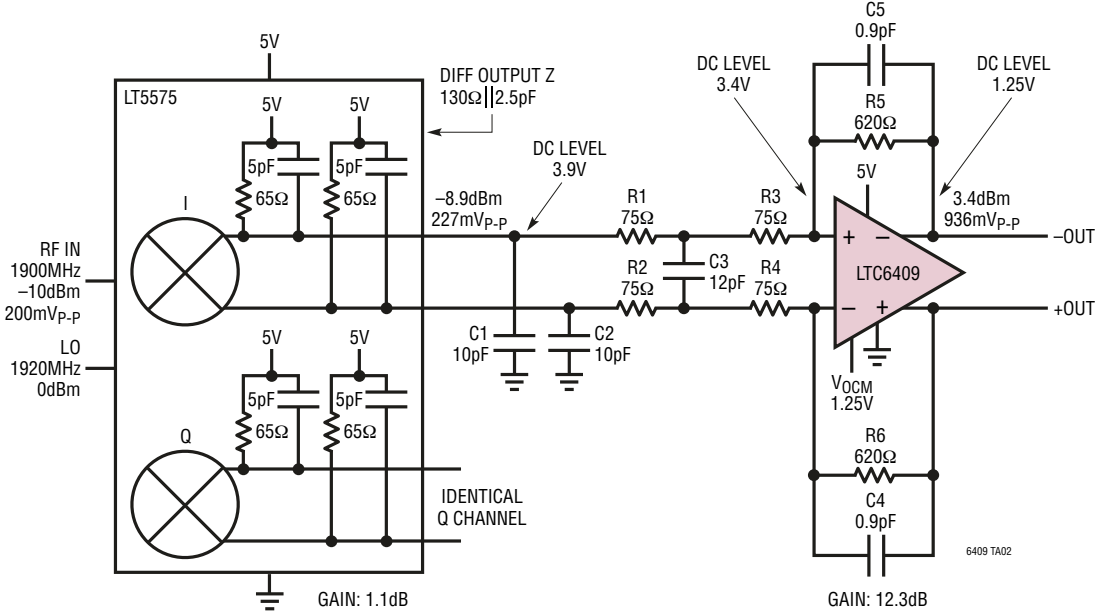 5V
LT5575
5V
5V
5pF
65Ω
5pF
65Ω
I
DIFF OUTPUT Z
130Ω||2.5pF
–8.9dBm
227mVP-P
DC LEVEL
3.9V
RF IN
1900MHz
–10dBm
200mVP-P
LO
1920MHz
0dBm
R1
75Ω
R2
75Ω
C3
12pF
R3
75Ω
R4
75Ω
C1
10pF
C2
10pF
DC LEVEL
3.4V
C5
0.9pF
R5
620Ω
DC LEVEL
1.25V
5V
3.4dBm
936mVP-P
+ –
LTC6409
– +
–OUT
+OUT
VOCM
1.25V
R6
620Ω
C4
0.9pF
5V
5V
5pF
65Ω
5pF
65Ω
Q
IDENTICAL
Q CHANNEL
6409 TA02
GAIN: 1.1dB
GAIN: 12.3dB